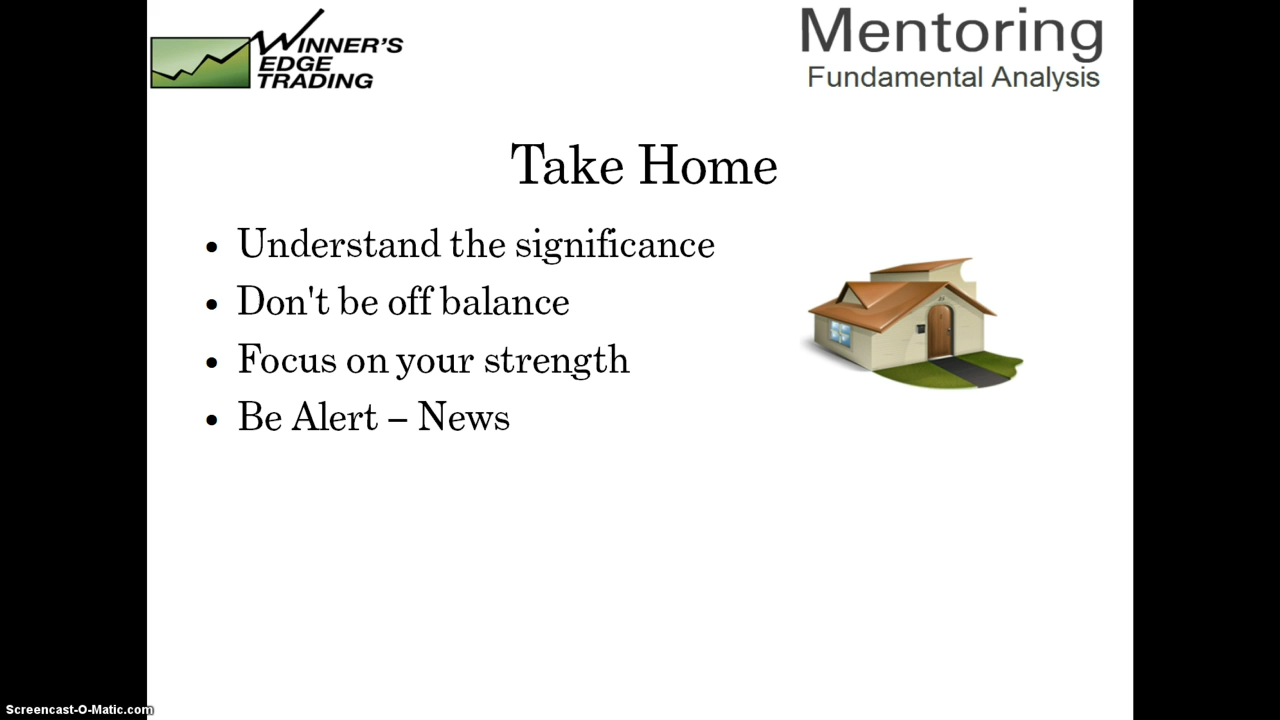 WINNER'S
EDGE
TRADING
Mentoring
Fundamental Analysis
Take Home
• Understand the significance
• Don't be off balance
• Focus on your strength
• Be Alert – News
Screencast-O-Matic.com